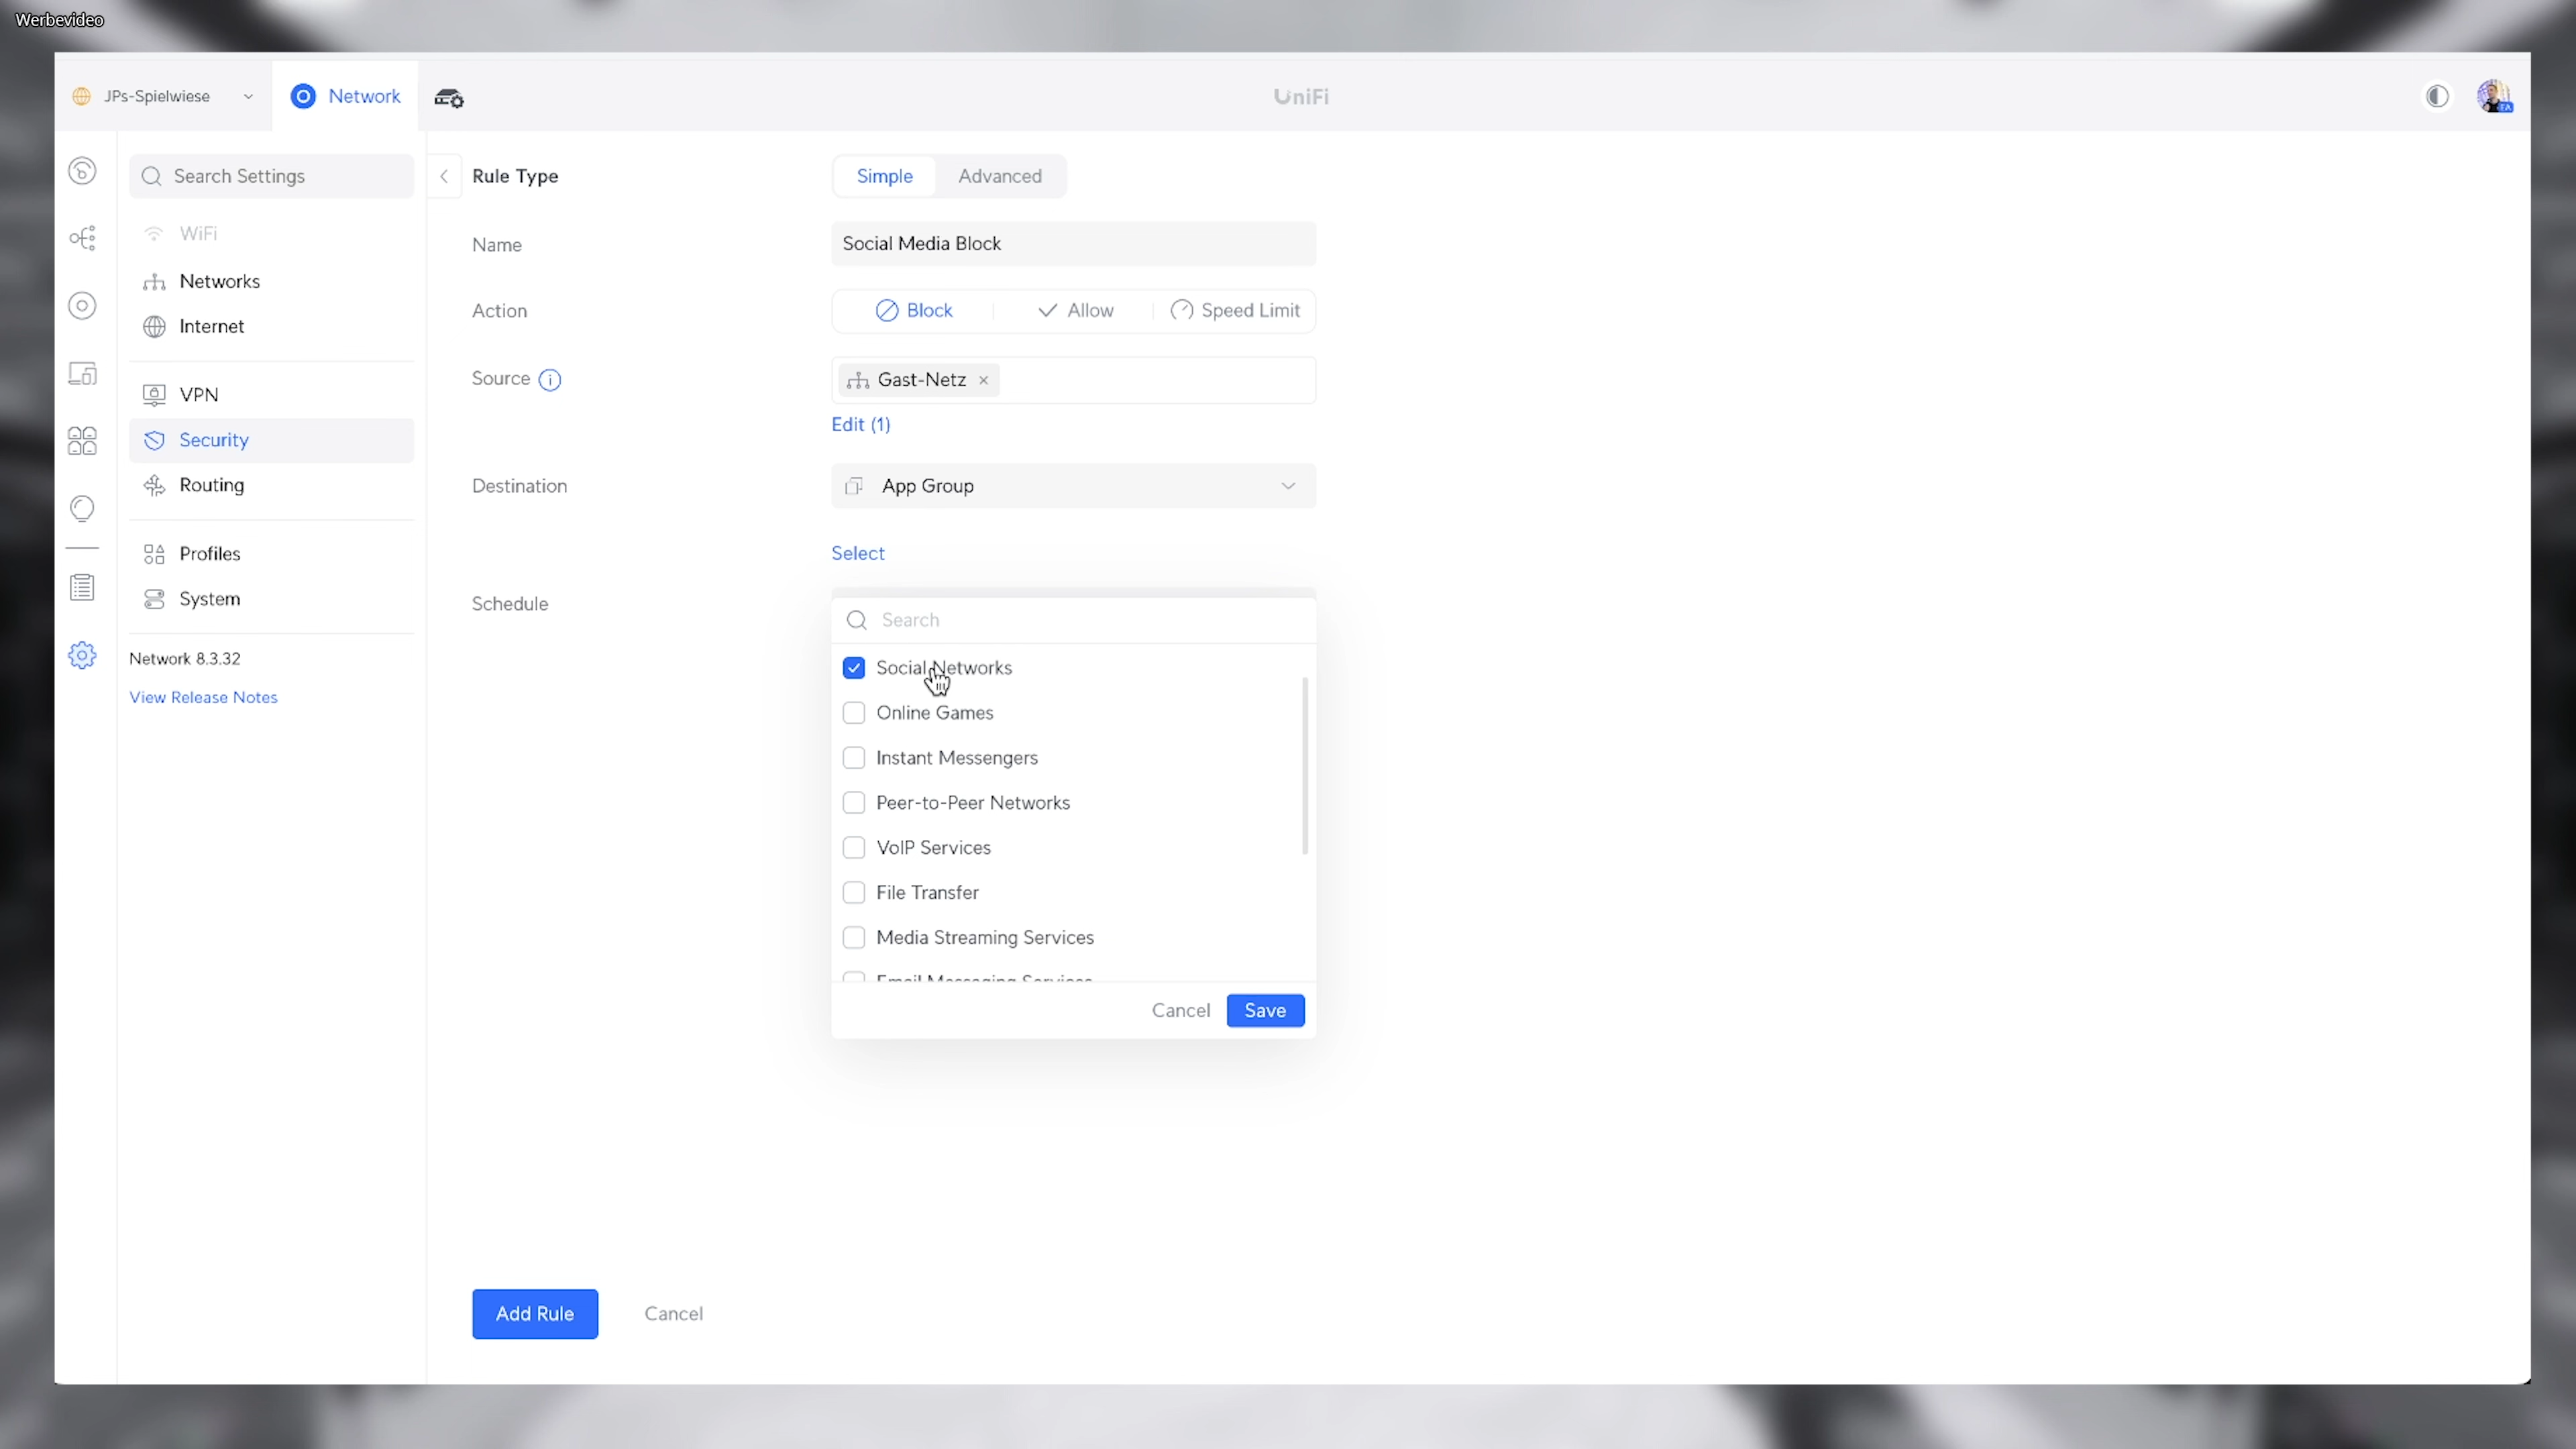 Werbevideo
JPs-Spielwiese
Network
UniFi
Search Settings
WiFi
Networks
Internet
VPN
Security
Routing
Profiles
System
Network 8.3.32
View Release Notes
Rule Type
Simple
Advanced
Name
Social Media Block
Action
Block
Allow
Speed Limit
Source
Gast-Netz
Edit (1)
Destination
App Group
Select
Schedule
Search
Social Networks
Online Games
Instant Messengers
Peer-to-Peer Networks
VoIP Services
File Transfer
Media Streaming Services
Email Messaging Services
Cancel
Save
Add Rule
Cancel